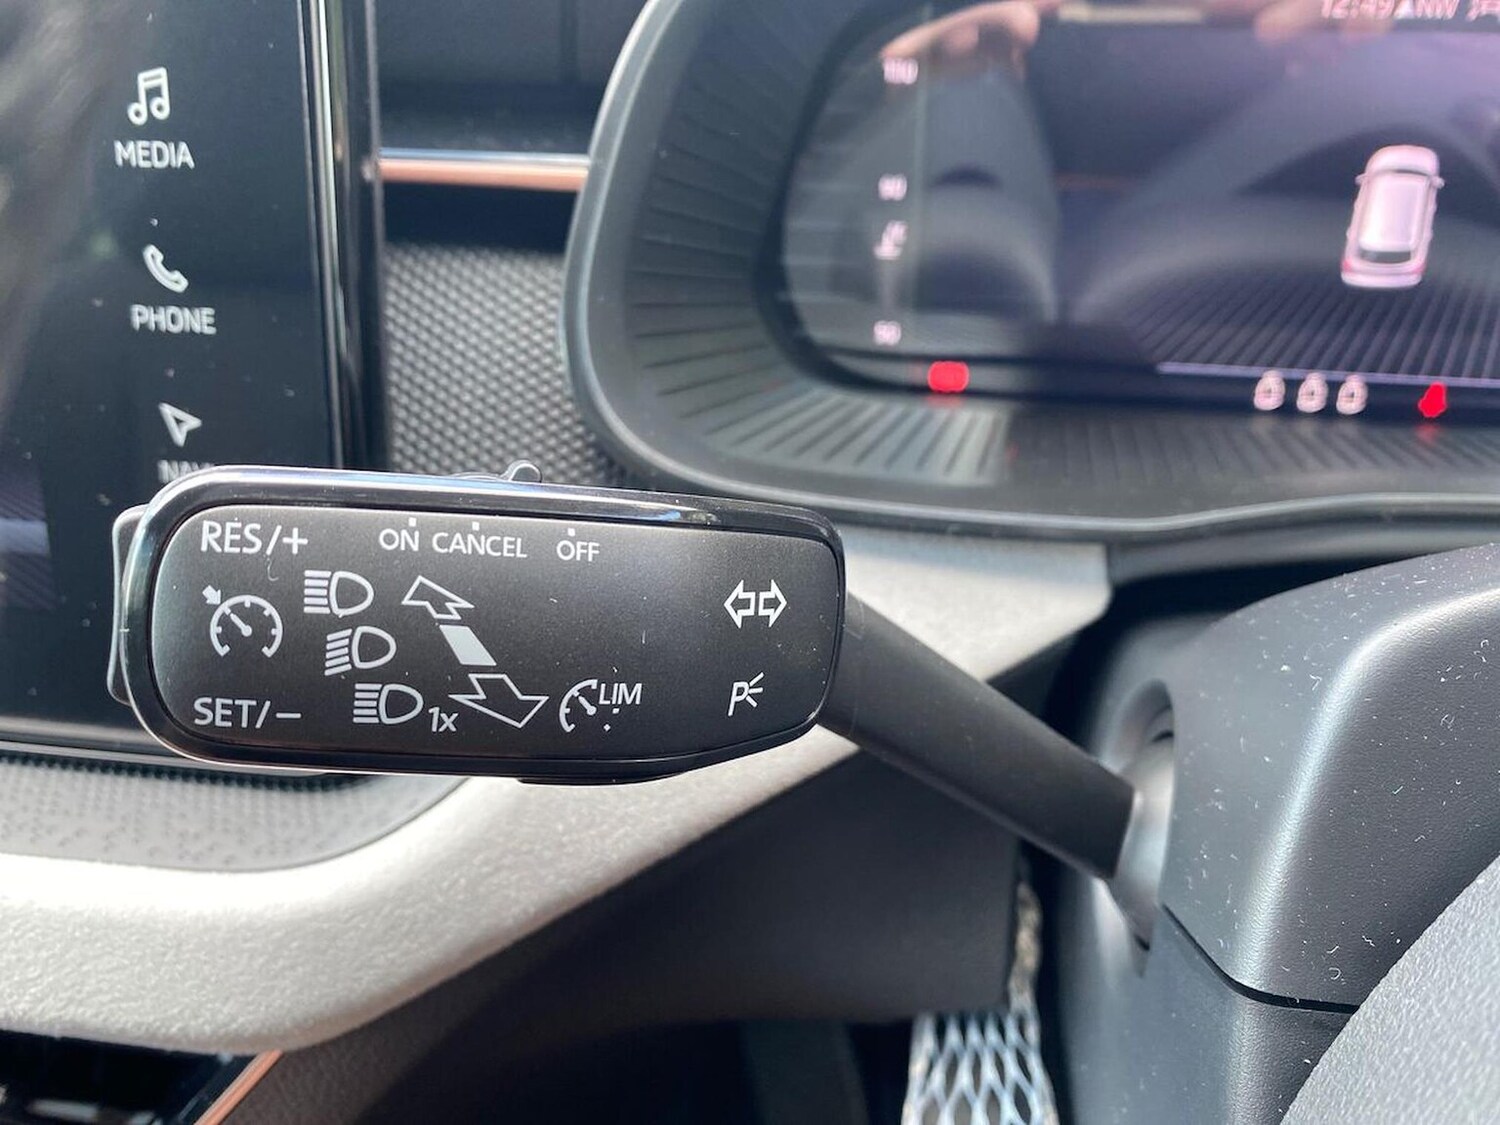 MEDIA
PHONE
RES/+
ON CANCEL OFF
SET/−
1x
LIM
P